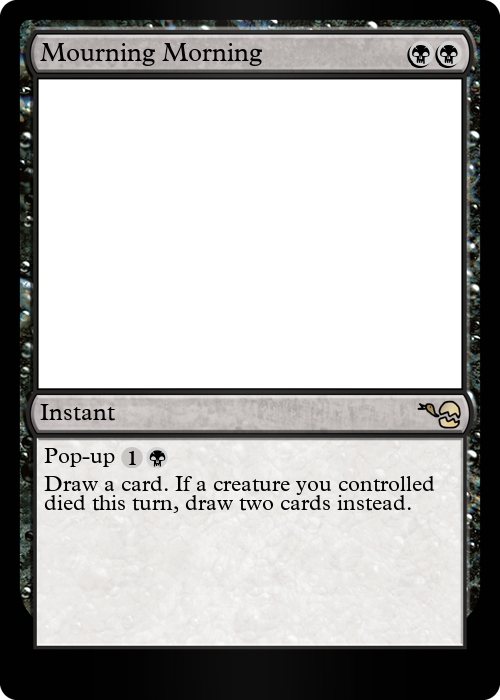 Mourning Morning
Instant
Pop-up 1
Draw a card. If a creature you controlled
died this turn, draw two cards instead.